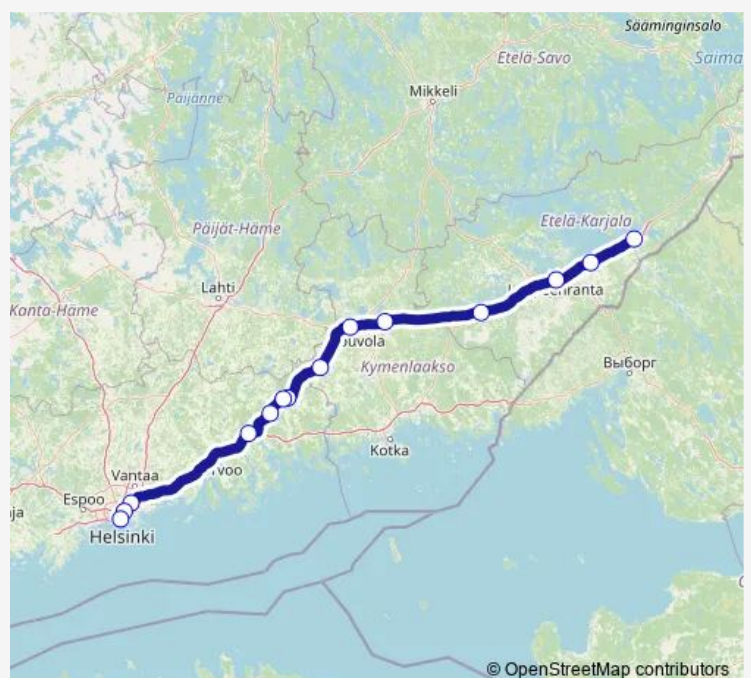 Sääminginsalo
Etelä-Savo
Saima
Päijänne
Mikkeli
Päijät-Häme
Etelä-Karjala
Lahti
Kanta-Häme
Kymenlaakso
Выборг
Kotka
Vantaa
Espoo
Helsinki
© OpenStreetMap contributors